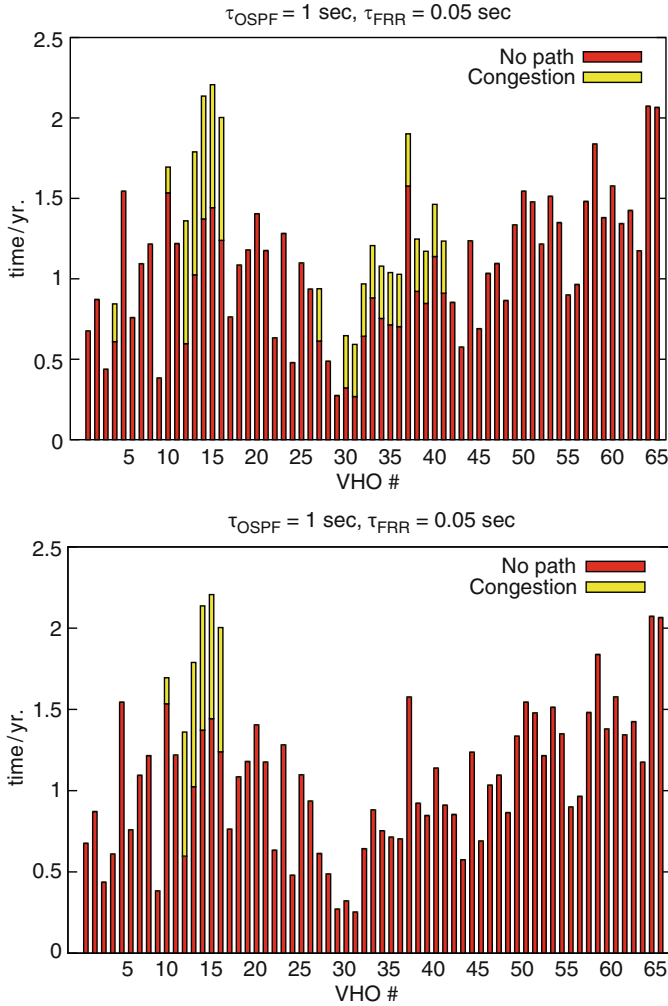 τOSPF = 1 sec, τFRR = 0.05 sec
2.5
No path
Congestion
2
1.5
time/yr.
1
0.5
0
5 10 15 20 25 30 35 40 45 50 55 60 65
VHO #
τOSPF = 1 sec, τFRR = 0.05 sec
2.5
No path
Congestion
2
1.5
time/yr.
1
0.5
0
5 10 15 20 25 30 35 40 45 50 55 60 65
VHO #